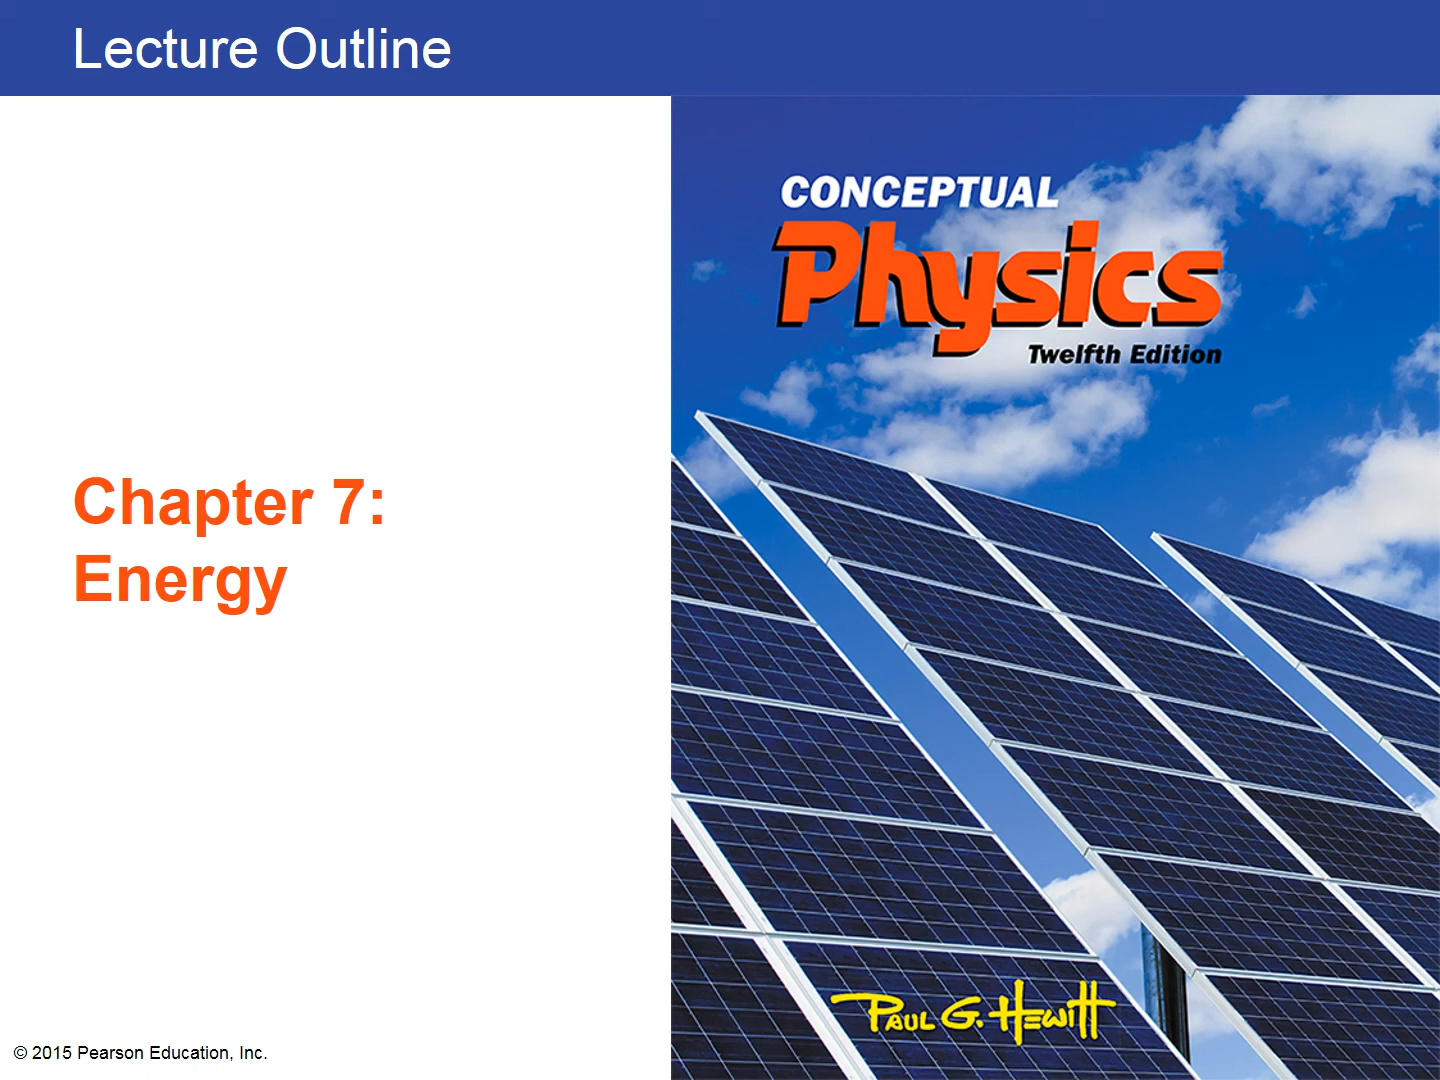 Lecture Outline
CONCEPTUAL
Physics
Twelfth Edition
Chapter 7:
Energy
PAUL G. HEWITT
© 2015 Pearson Education, Inc.